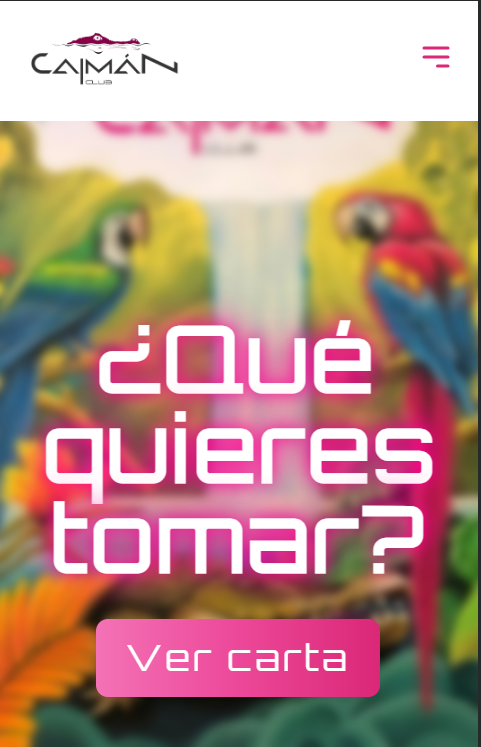 CAIMÁN
CLUB
¿Qué
quieres
tomar?
Ver carta